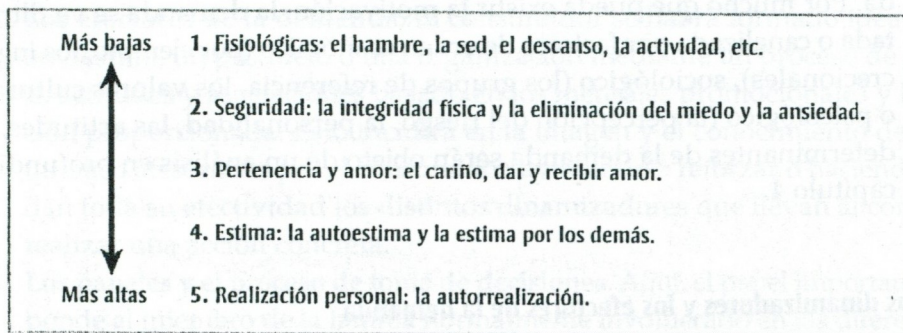 Más bajas 1. Fisiológicas: el hambre, la sed, el descanso, la actividad, etc.
2. Seguridad: la integridad física y la eliminación del miedo y la ansiedad.
3. Pertenencia y amor: el cariño, dar y recibir amor.
4. Estima: la autoestima y la estima por los demás.
Más altas 5. Realización personal: la autorrealización.